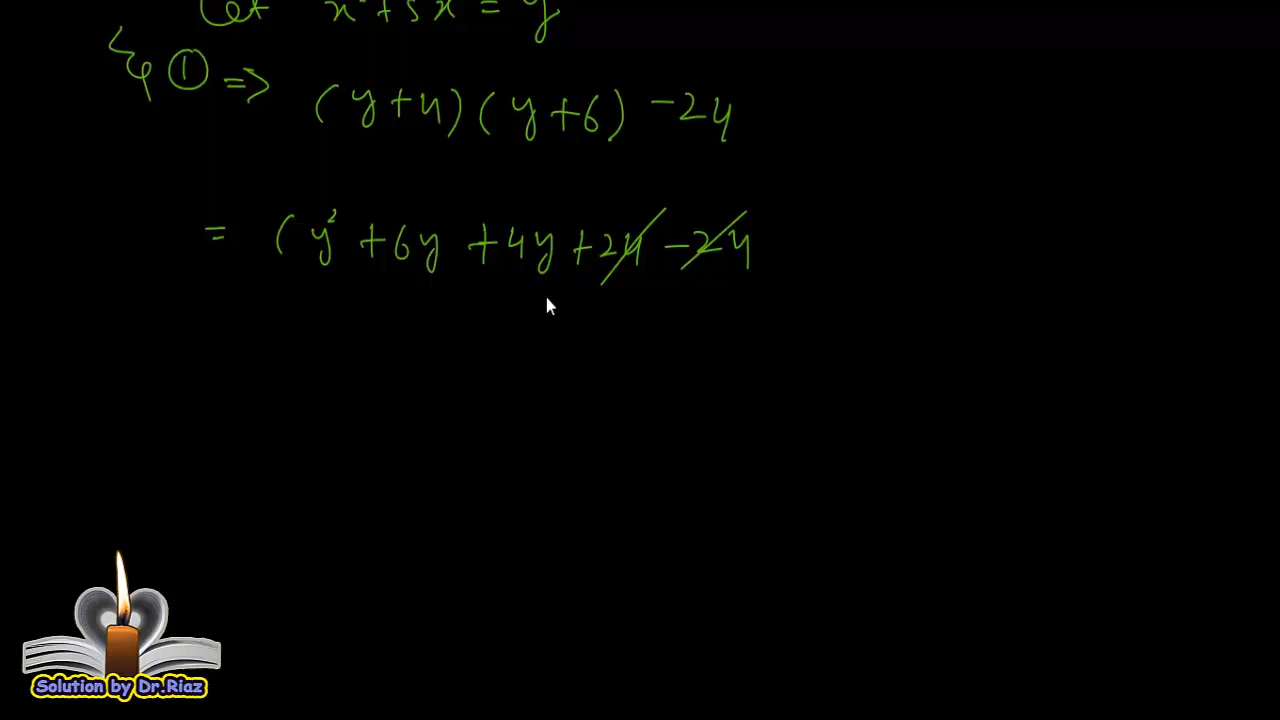 Let x²+5x = y
① => (y+4)(y+6) -24
= (y² +6y +4y +24 -24
Solution by Dr.Riaz